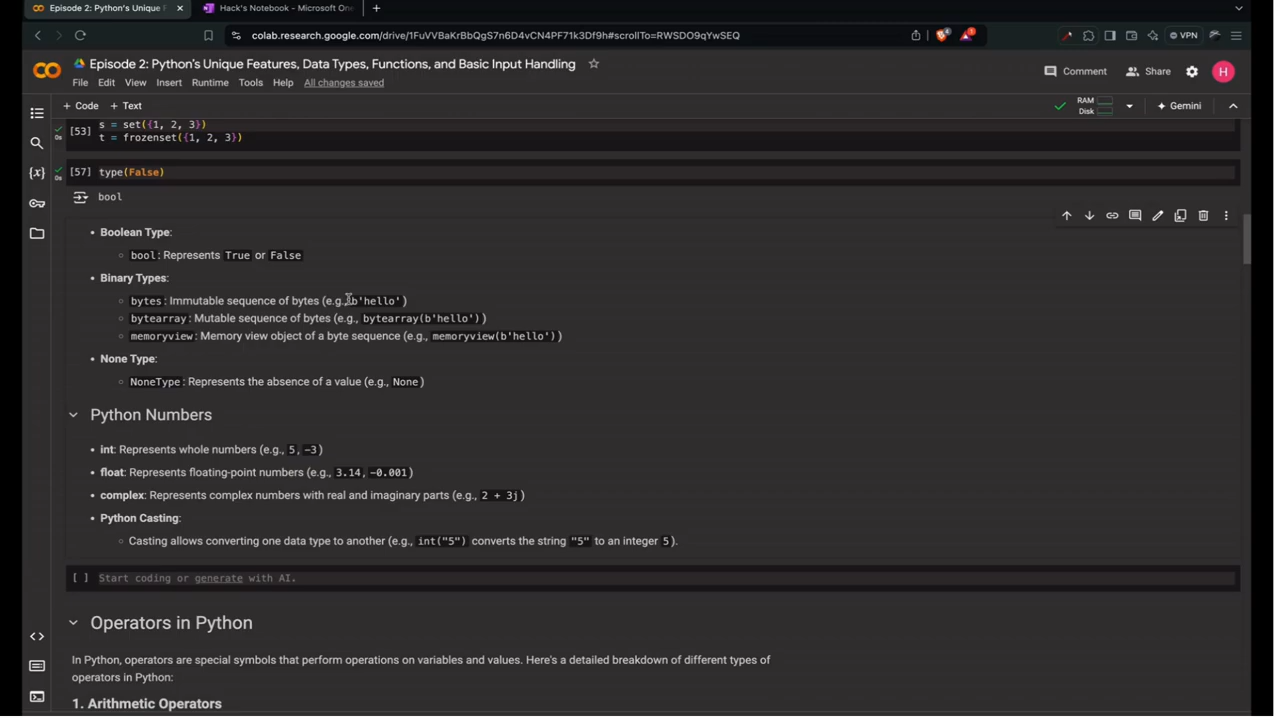 Episode 2: Python's Unique F
Hack's Notebook - Microsoft One
colab.research.google.com/drive/1FuVVBaKrBbQgS7n6D4vCN4PF71k3Df9h#scrollTo=RWSDO9qYwSEQ
VPN
Episode 2: Python's Unique Features, Data Types, Functions, and Basic Input Handling
File Edit View Insert Runtime Tools Help All changes saved
Comment Share H
+ Code + Text
RAM
Disk
Gemini
[53] s = set({1, 2, 3})
t = frozenset({1, 2, 3})
0s
[57] type(False)
0s
bool
• Boolean Type:
bool: Represents True or False
• Binary Types:
bytes: Immutable sequence of bytes (e.g., b'hello')
bytearray: Mutable sequence of bytes (e.g., bytearray(b'hello'))
memoryview: Memory view object of a byte sequence (e.g., memoryview(b'hello'))
• None Type:
NoneType: Represents the absence of a value (e.g., None)
Python Numbers
• int: Represents whole numbers (e.g., 5, -3)
• float: Represents floating-point numbers (e.g., 3.14, -0.001)
• complex: Represents complex numbers with real and imaginary parts (e.g., 2 + 3j)
• Python Casting:
Casting allows converting one data type to another (e.g., int("5") converts the string "5" to an integer 5).
[ ] Start coding or generate with AI.
Operators in Python
In Python, operators are special symbols that perform operations on variables and values. Here's a detailed breakdown of different types of
operators in Python:
1. Arithmetic Operators